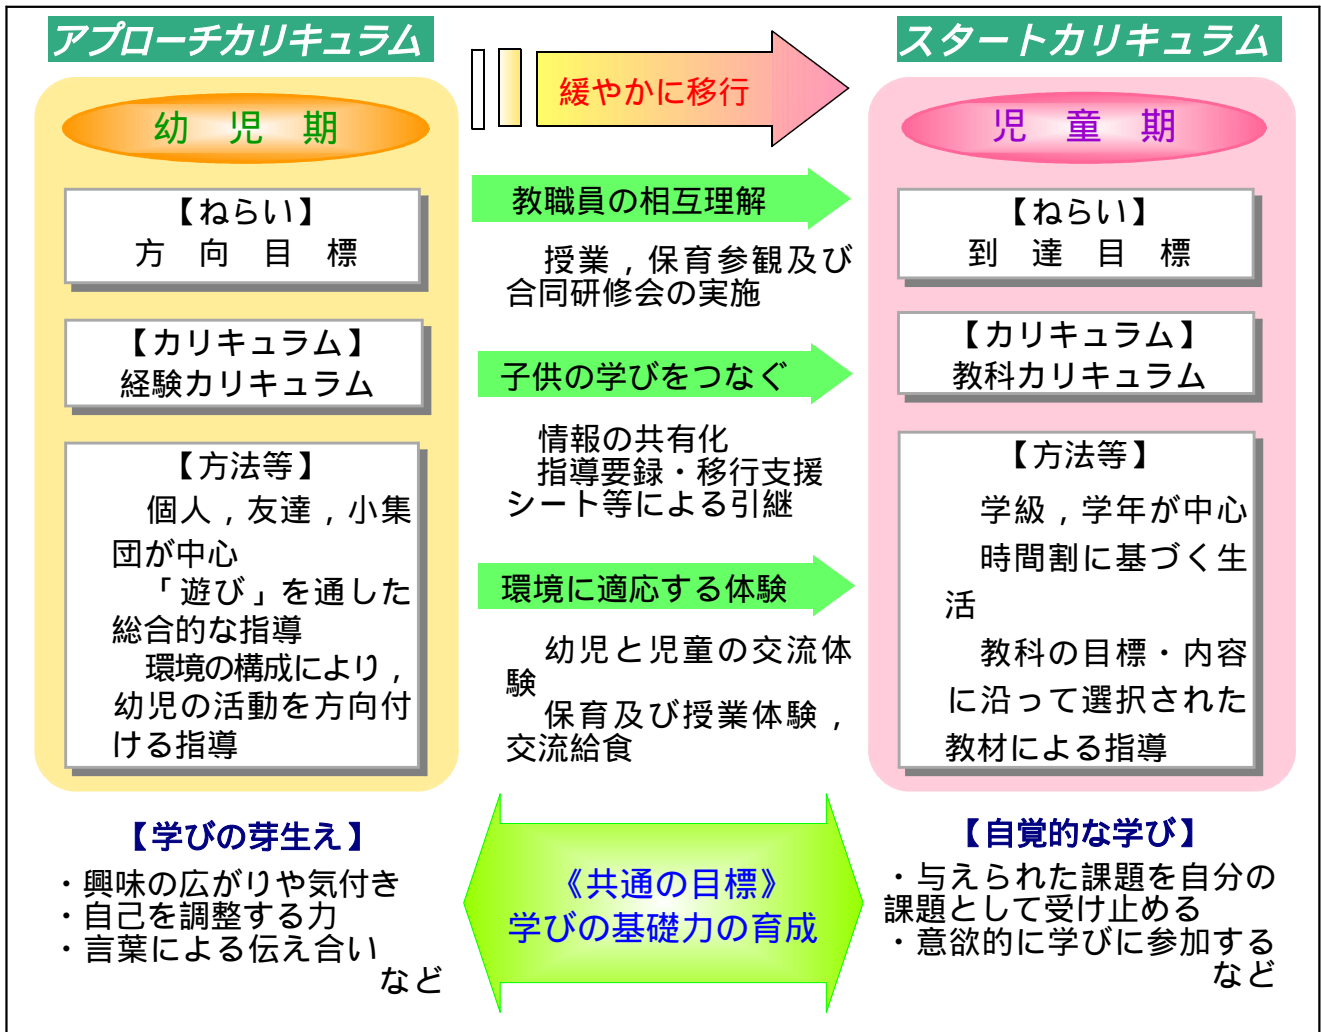 アプローチカリキュラム
幼 児 期
【ねらい】
方 向 目 標
【カリキュラム】
経験カリキュラム
【方法等】
個人，友達，小集
団が中心
「遊び」を通した
総合的な指導
環境の構成により，
幼児の活動を方向付
ける指導
【学びの芽生え】
・興味の広がりや気付き
・自己を調整する力
・言葉による伝え合い
など
緩やかに移行
教職員の相互理解
授業，保育参観及び
合同研修会の実施
子供の学びをつなぐ
情報の共有化
指導要録・移行支援
シート等による引継
環境に適応する体験
幼児と児童の交流体
験
保育及び授業体験，
交流給食
《共通の目標》
学びの基礎力の育成
スタートカリキュラム
児 童 期
【ねらい】
到 達 目 標
【カリキュラム】
教科カリキュラム
【方法等】
学級，学年が中心
時間割に基づく生
活
教科の目標・内容
に沿って選択された
教材による指導
【自覚的な学び】
・与えられた課題を自分の
課題として受け止める
・意欲的に学びに参加する
など